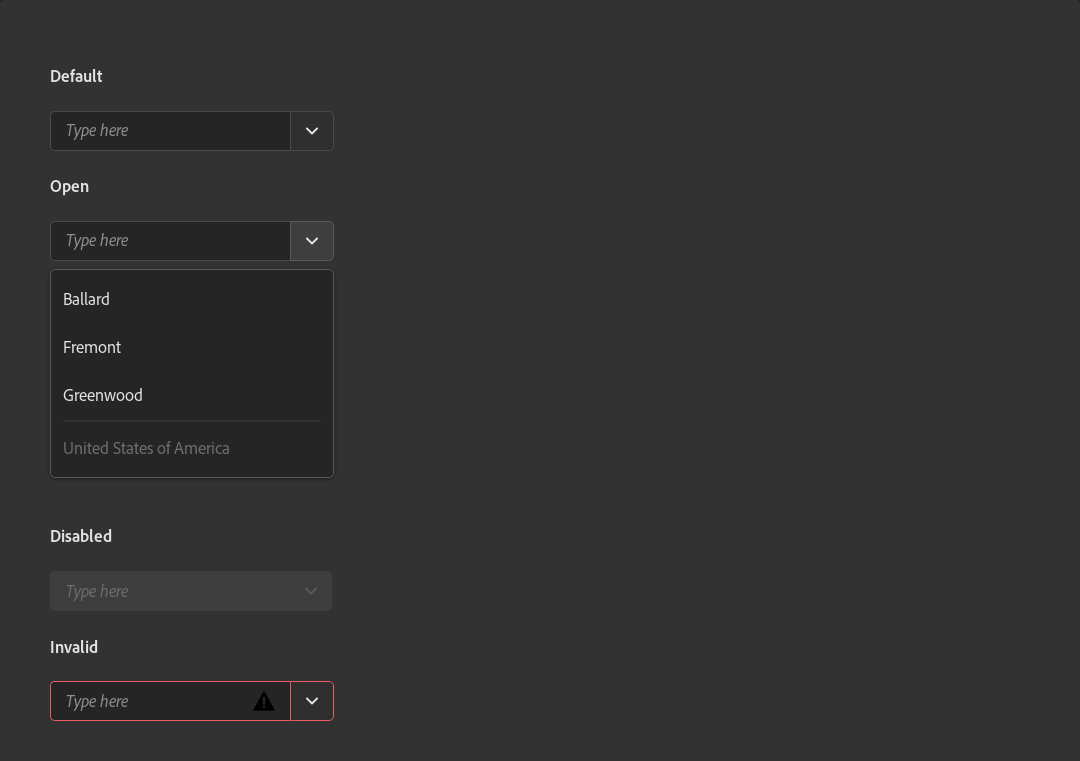 Default
Type here
Open
Type here
Ballard
Fremont
Greenwood
United States of America
Disabled
Type here
Invalid
Type here